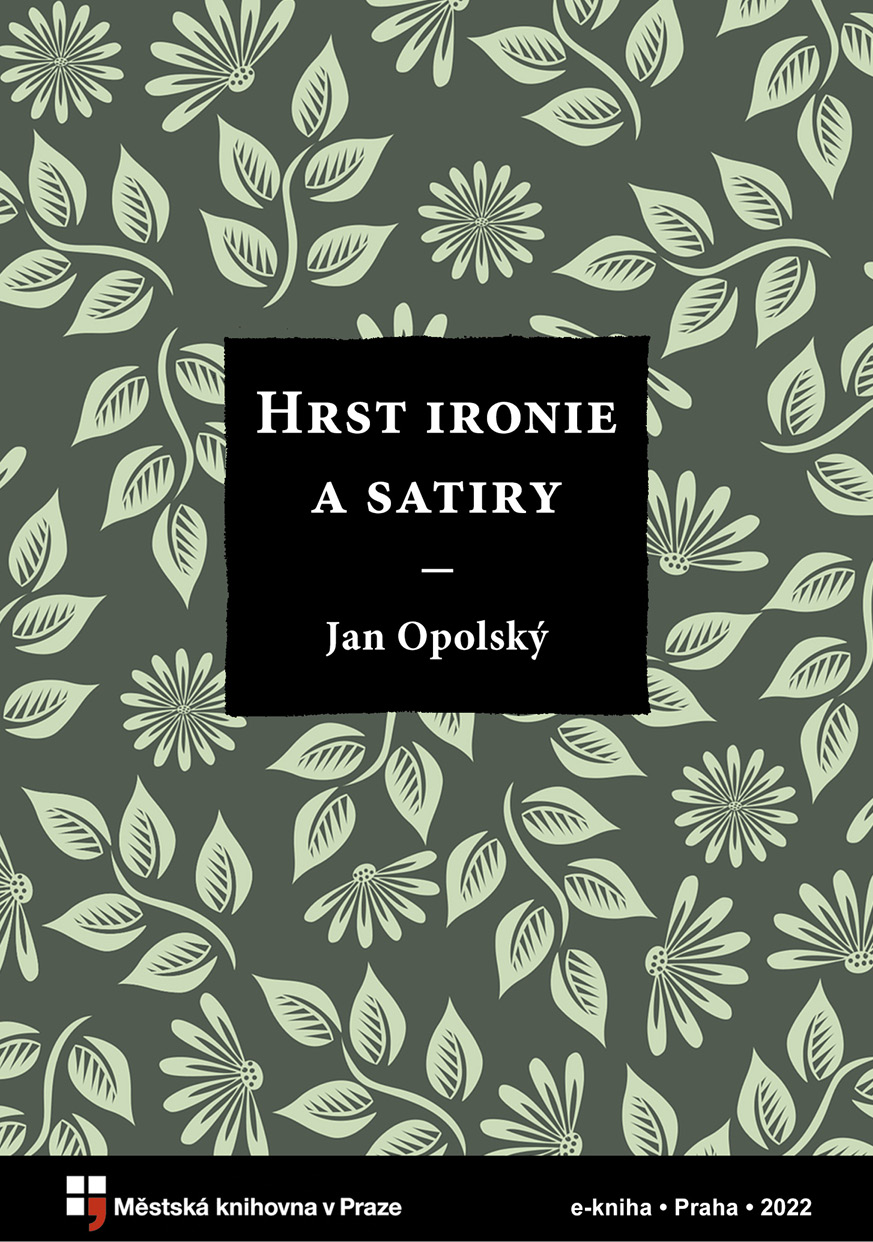 Hrst ironie
a satiry
—
Jan Opolský
Městská knihovna v Praze
e-kniha • Praha • 2022